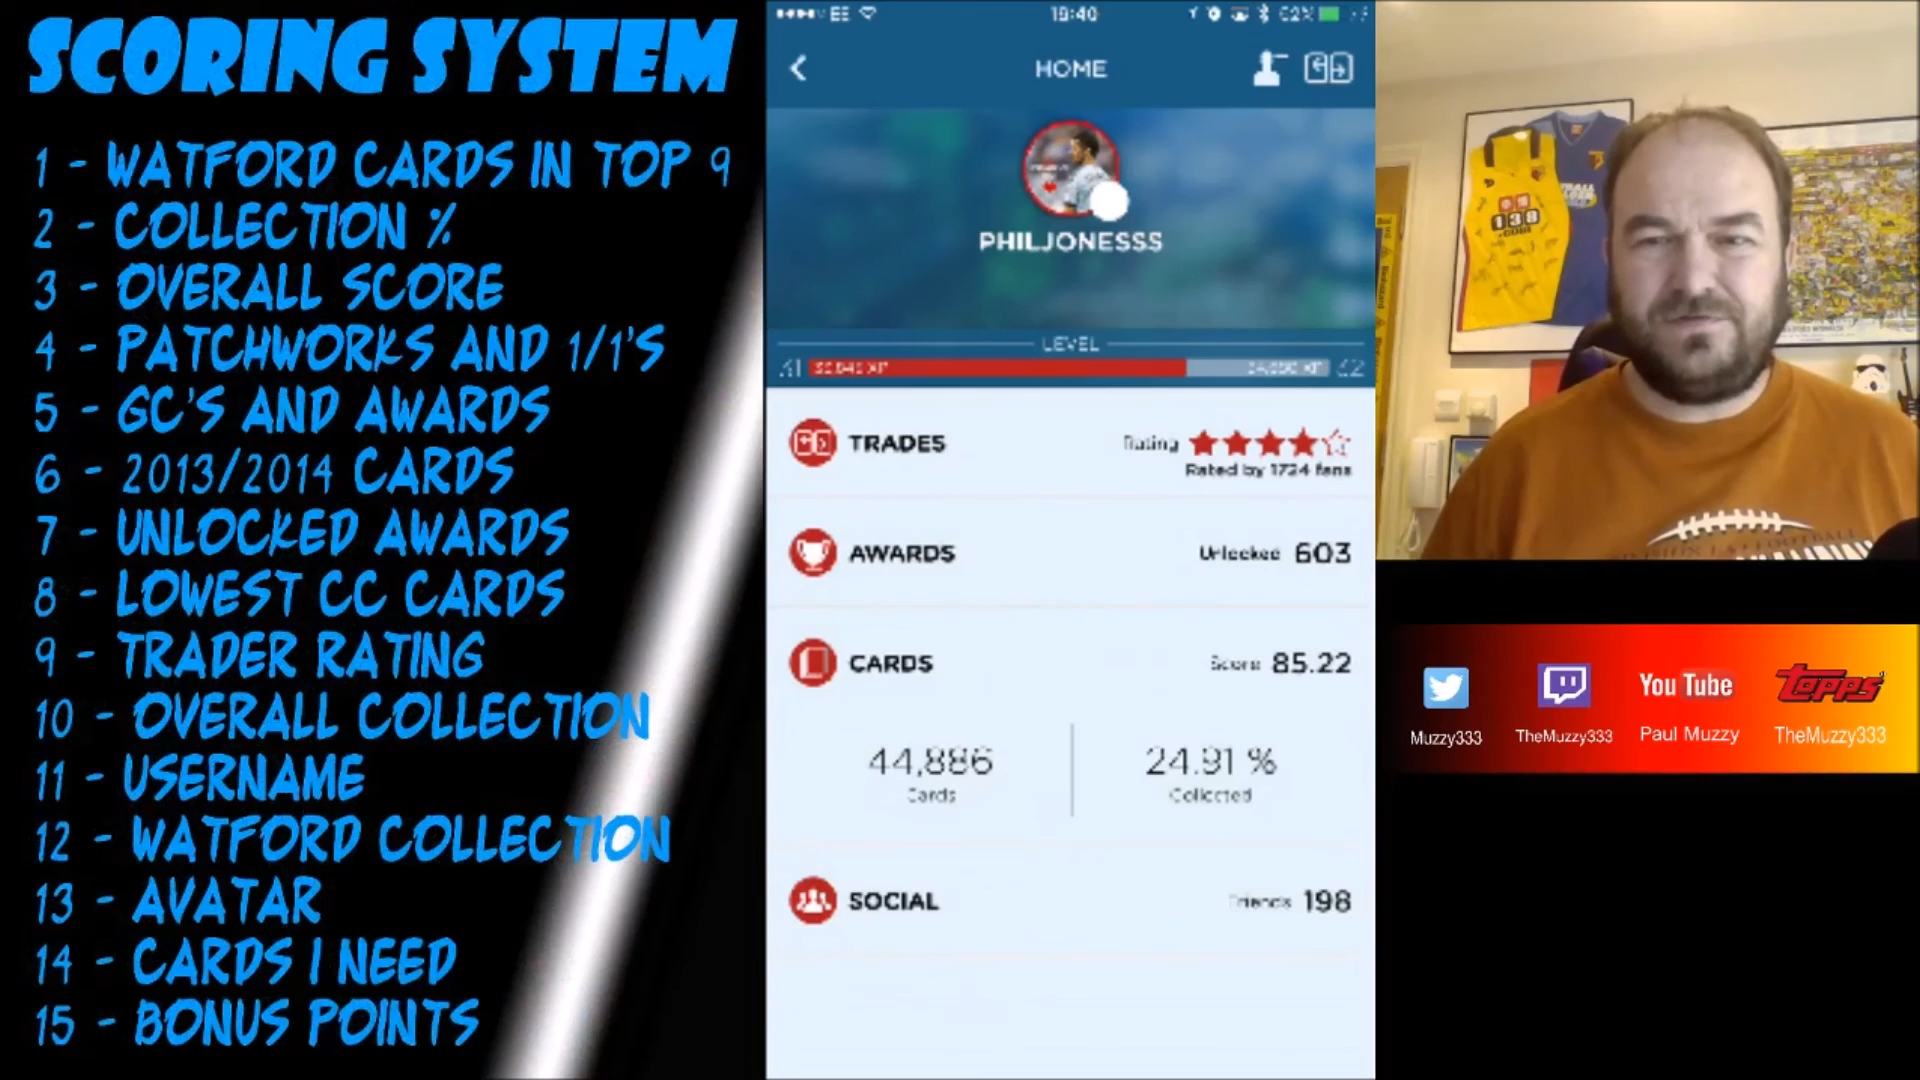 SCORING SYSTEM
1 - WATFORD CARDS IN TOP 9
2 - COLLECTION %
3 - OVERALL SCORE
4 - PATCHWORKS AND 1/1'S
5 - GC'S AND AWARDS
6 - 2013/2014 CARDS
7 - UNLOCKED AWARDS
8 - LOWEST CC CARDS
9 - TRADER RATING
10 - OVERALL COLLECTION
11 - USERNAME
12 - WATFORD COLLECTION
13 - AVATAR
14 - CARDS I NEED
15 - BONUS POINTS
EE 18:40 62%
HOME
PHILJONESSS
LEVEL
TRADES Rating
Rated by 1724 fans
AWARDS Unlocked 603
CARDS Score 85.22
44,886 24.91 %
Cards Collected
SOCIAL Friends 198
138
.COM
You Tube
Topps
Muzzy333 TheMuzzy333 Paul Muzzy TheMuzzy333